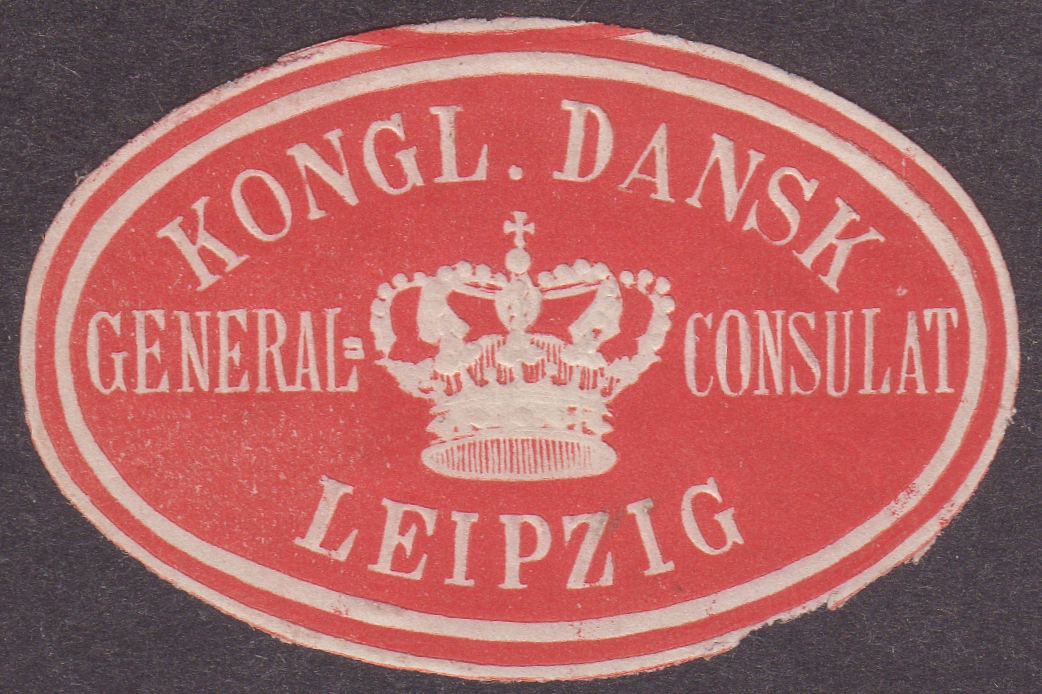 KONGL. DANSK
GENERAL-CONSULAT
LEIPZIG